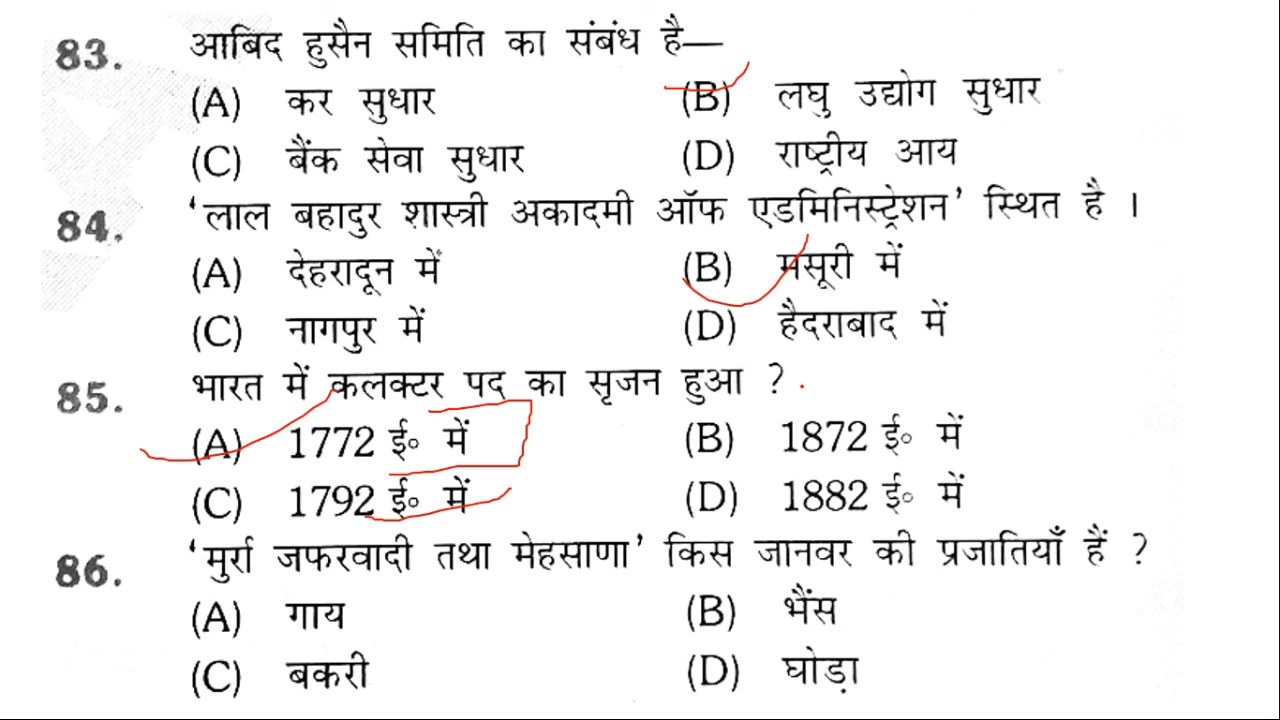 83. आबिद हुसैन समिति का संबंध है—
(A) कर सुधार (B) लघु उद्योग सुधार
(C) बैंक सेवा सुधार (D) राष्ट्रीय आय
84. 'लाल बहादुर शास्त्री अकादमी ऑफ एडमिनिस्ट्रेशन' स्थित है ।
(A) देहरादून में (B) मसूरी में
(C) नागपुर में (D) हैदराबाद में
85. भारत में कलक्टर पद का सृजन हुआ ?
(A) 1772 ई॰ में (B) 1872 ई॰ में
(C) 1792 ई॰ में (D) 1882 ई॰ में
86. 'मुर्रा जफरवादी तथा मेहसाणा' किस जानवर की प्रजातियाँ हैं ?
(A) गाय (B) भैंस
(C) बकरी (D) घोड़ा